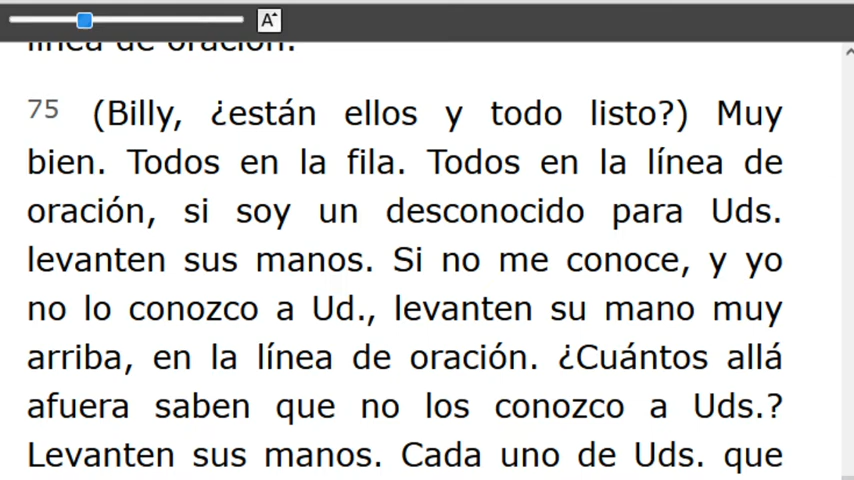 A
línea de oración.
75 (Billy, ¿están ellos y todo listo?) Muy
bien. Todos en la fila. Todos en la línea de
oración, si soy un desconocido para Uds.
levanten sus manos. Si no me conoce, y yo
no lo conozco a Ud., levanten su mano muy
arriba, en la línea de oración. ¿Cuántos allá
afuera saben que no los conozco a Uds.?
Levanten sus manos. Cada uno de Uds. que